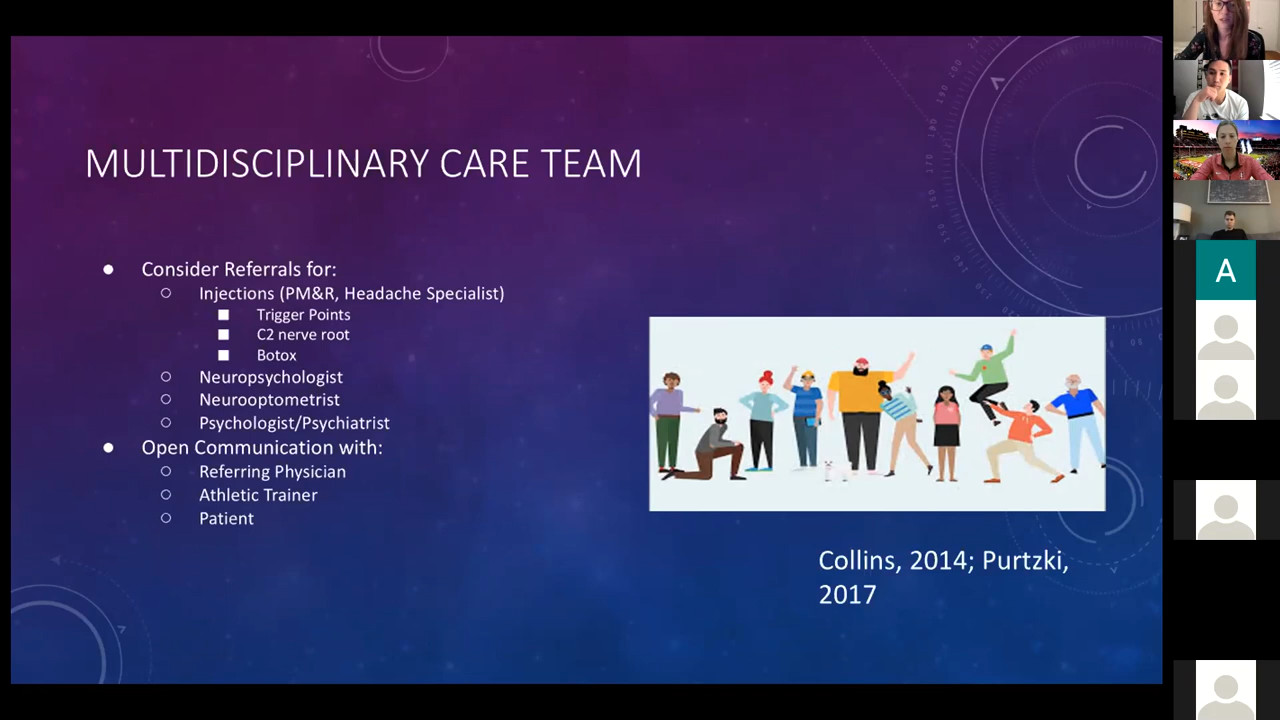 MULTIDISCIPLINARY CARE TEAM
Consider Referrals for:
Injections (PM&R, Headache Specialist)
Trigger Points
C2 nerve root
Botox
Neuropsychologist
Neurooptometrist
Psychologist/Psychiatrist
Open Communication with:
Referring Physician
Athletic Trainer
Patient
Collins, 2014; Purtzki,
2017
A